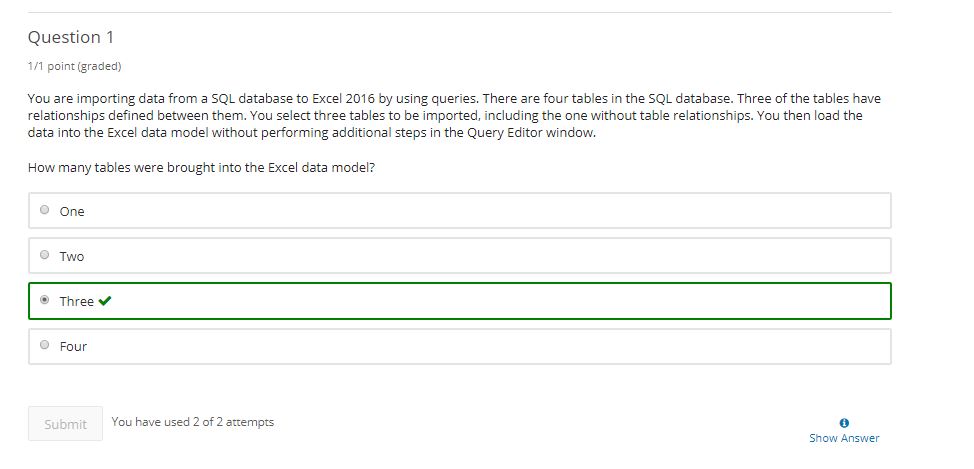 Question 1
1/1 point (graded)
You are importing data from a SQL database to Excel 2016 by using queries. There are four tables in the SQL database. Three of the tables have
relationships defined between them. You select three tables to be imported, including the one without table relationships. You then load the
data into the Excel data model without performing additional steps in the Query Editor window.
How many tables were brought into the Excel data model?
One
Two
Three
Four
Submit You have used 2 of 2 attempts
Show Answer